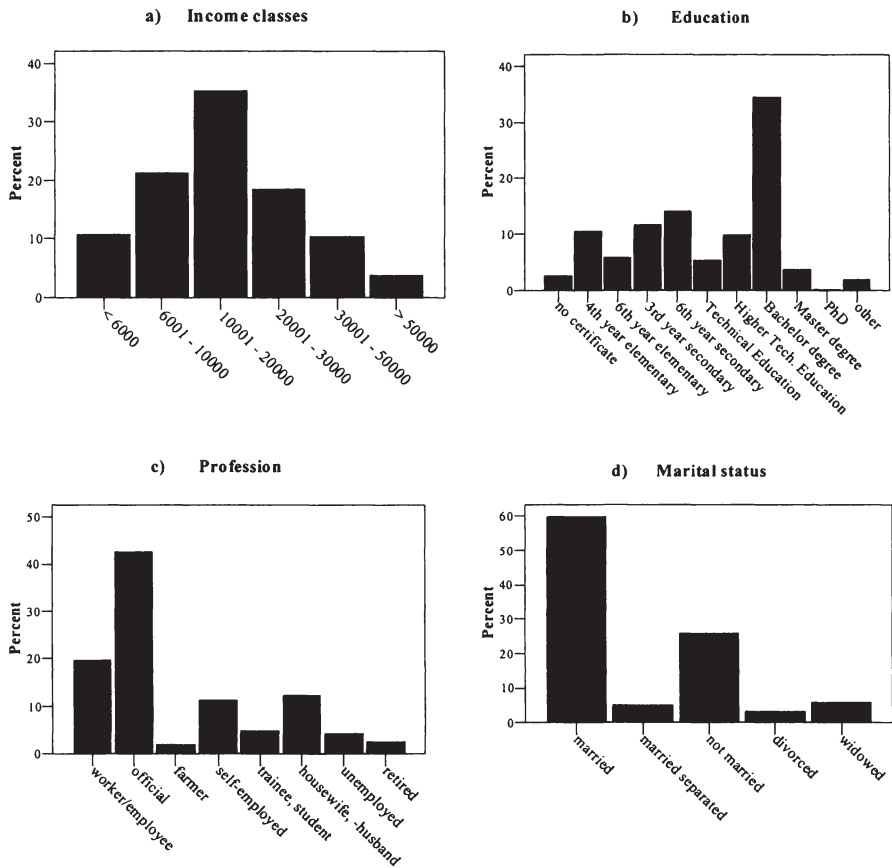 a) Income classes
Percent
40
30
20
10
0
< 6000
6001 - 10000
10001 - 20000
20001 - 30000
30001 - 50000
> 50000
b) Education
40
30
20
10
0
no certificate
4th year elementary
6th year elementary
3rd year secondary
6th year secondary
Technical Education
Higher Tech. Education
Bachelor degree
Master degree
PhD
other
c) Profession
Percent
50
40
30
20
10
0
worker/employee
official
farmer
self-employed
trainee, student
housewife, -husband
unemployed
retired
d) Marital status
Percent
60
50
40
30
20
10
0
married
married separated
not married
divorced
widowed